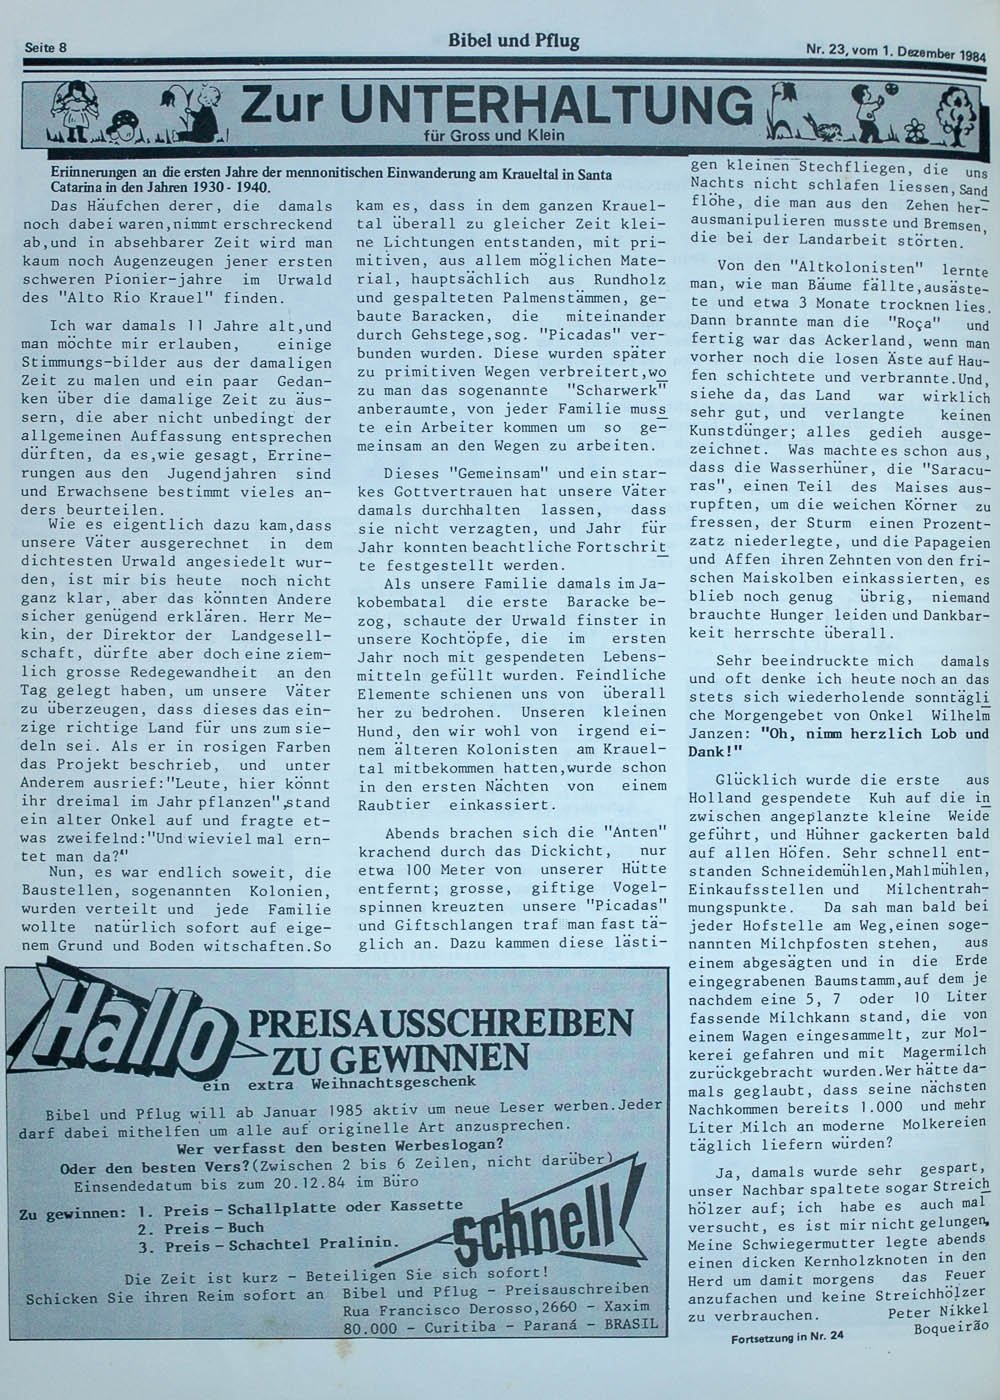 Seite 8
Bibel und Pflug
Nr. 23, vom 1. Dezember 1984
Zur UNTERHALTUNG
für Gross und Klein
Eriinnerungen an die ersten Jahre der mennonitischen Einwanderung am Kraueltal in Santa
Catarina in den Jahren 1930 - 1940.
Das Häufchen derer, die damals
noch dabei waren,nimmt erschreckend
ab,und in absehbarer Zeit wird man
kaum noch Augenzeugen jener ersten
schweren Pionier-jahre im Urwald
des "Alto Rio Krauel" finden.
Ich war damals 11 Jahre alt,und
man möchte mir erlauben, einige
Stimmungs-bilder aus der damaligen
Zeit zu malen und ein paar Gedan-
ken über die damalige Zeit zu äus-
sern, die aber nicht unbedingt der
allgemeinen Auffassung entsprechen
dürften, da es,wie gesagt, Errine-
rungen aus den Jugendjahren sind
und Erwachsene bestimmt vieles an-
ders beurteilen.
Wie es eigentlich dazu kam,dass
unsere Väter ausgerechnet in dem
dichtesten Urwald angesiedelt wur-
den, ist mir bis heute noch nicht
ganz klar, aber das könnten Andere
sicher genügend erklären. Herr Me-
kin, der Direktor der Landgesell-
schaft, dürfte aber doch eine ziem-
lich grosse Redegewandheit an den
Tag gelegt haben, um unsere Väter
zu überzeugen, dass dieses das ein-
zige richtige Land für uns zum sie-
deln sei. Als er in rosigen Farben
das Projekt beschrieb, und unter
Anderem ausrief:"Leute, hier könnt
ihr dreimal im Jahr pflanzen",stand
ein alter Onkel auf und fragte et-
was zweifelnd:"Und wieviel mal ern-
tet man da?"
Nun, es war endlich soweit, die
Baustellen, sogenannten Kolonien,
wurden verteilt und jede Familie
wollte natürlich sofort auf eige-
nem Grund und Boden witschaften.So
kam es, dass in dem ganzen Krauel-
tal überall zu gleicher Zeit klei-
ne Lichtungen entstanden, mit pri-
mitiven, aus allem möglichen Mate-
rial, hauptsächlich aus Rundholz
und gespalteten Palmenstämmen, ge-
baute Baracken, die miteinander
durch Gehstege,sog. "Picadas" ver-
bunden wurden. Diese wurden später
zu primitiven Wegen verbreitert,wo
zu man das sogenannte "Scharwerk"
anberaumte, von jeder Familie muss
te ein Arbeiter kommen um so ge-
meinsam an den Wegen zu arbeiten.
Dieses "Gemeinsam" und ein star-
kes Gottvertrauen hat unsere Väter
damals durchhalten lassen, dass
sie nicht verzagten, und Jahr für
Jahr konnten beachtliche Fortschrit
te festgestellt werden.
Als unsere Familie damals im Ja-
kobembatal die erste Baracke be-
zog, schaute der Urwald finster in
unsere Kochtöpfe, die im ersten
Jahr noch mit gespendeten Lebens-
mitteln gefüllt wurden. Feindliche
Elemente schienen uns von überall
her zu bedrohen. Unseren kleinen
Hund, den wir wohl von irgend ei-
nem älteren Kolonisten am Krauel-
tal mitbekommen hatten,wurde schon
in den ersten Nächten von einem
Raubtier einkassiert.
Abends brachen sich die "Anten"
krachend durch das Dickicht, nur
etwa 100 Meter von unserer Hütte
entfernt; grosse, giftige Vogel-
spinnen kreuzten unsere "Picadas"
und Giftschlangen traf man fast tä-
glich an. Dazu kammen diese lästi-
gen kleinen Stechfliegen, die uns
Nachts nicht schlafen liessen, Sand
flöhe, die man aus den Zehen her-
ausmanipulieren musste und Bremsen,
die bei der Landarbeit störten.
Von den "Altkolonisten" lernte
man, wie man Bäume fällte,ausäste-
te und etwa 3 Monate trocknen lies.
Dann brannte man die "Roça" und
fertig war das Ackerland, wenn man
vorher noch die losen Äste auf Hau-
fen schichtete und verbrannte.Und,
siehe da, das Land war wirklich
sehr gut, und verlangte keinen
Kunstdünger; alles gedieh ausge-
zeichnet. Was machte es schon aus,
dass die Wasserhüner, die "Saracu-
ras", einen Teil des Maises aus-
rupften, um die weichen Körner zu
fressen, der Sturm einen Prozent-
zatz niederlegte, und die Papageien
und Affen ihren Zehnten von den fri-
schen Maiskolben einkassierten, es
blieb noch genug übrig, niemand
brauchte Hunger leiden und Dankbar-
keit herrschte überall.
Sehr beeindruckte mich damals
und oft denke ich heute noch an das
stets sich wiederholende sonntägli
che Morgengebet von Onkel Wilhelm
Janzen: "Oh, nimm herzlich Lob und
Dank!"
Glücklich wurde die erste aus
Holland gespendete Kuh auf die in
zwischen angeplanzte kleine Weide
geführt, und Hühner gackerten bald
auf allen Höfen. Sehr schnell ent-
standen Schneidemühlen,Mahlmühlen,
Einkaufsstellen und Milchentrah-
mungspunkte. Da sah man bald bei
jeder Hofstelle am Weg,einen soge-
nannten Milchpfosten stehen, aus
einem abgesägten und in die Erde
eingegrabenen Baumstamm,auf dem je
nachdem eine 5, 7 oder 10 Liter
fassende Milchkann stand, die von
einem Wagen eingesammelt, zur Mol-
kerei gefahren und mit Magermilch
zurückgebracht wurden.Wer hätte da-
mals geglaubt, dass seine nächsten
Nachkommen bereits 1.000 und mehr
Liter Milch an moderne Molkereien
täglich liefern würden?
Ja, damals wurde sehr gespart,
unser Nachbar spaltete sogar Streich
hölzer auf; ich habe es auch mal
versucht, es ist mir nicht gelungen.
Meine Schwiegermutter legte abends
einen dicken Kernholzknoten in den
Herd um damit morgens das Feuer
anzufachen und keine Streichhölzer
zu verbrauchen. Peter Nikkel
Boqueirão
Fortsetzung in Nr. 24
Hallo
PREISAUSSCHREIBEN
ZU GEWINNEN
ein extra Weihnachtsgeschenk
Bibel und Pflug will ab Januar 1985 aktiv um neue Leser werben.Jeder
darf dabei mithelfen um alle auf originelle Art anzusprechen.
Wer verfasst den besten Werbeslogan?
Oder den besten Vers?(Zwischen 2 bis 6 Zeilen, nicht darüber)
Einsendedatum bis zum 20.12.84 im Büro
Zu gewinnen: 1. Preis - Schallplatte oder Kassette
2. Preis - Buch
3. Preis - Schachtel Pralinin.
schnell
Die Zeit ist kurz - Beteiligen Sie sich sofort!
Schicken Sie ihren Reim sofort an Bibel und Pflug - Preisauschreiben
Rua Francisco Derosso,2660 - Xaxim
80.000 - Curitiba - Paraná - BRASIL